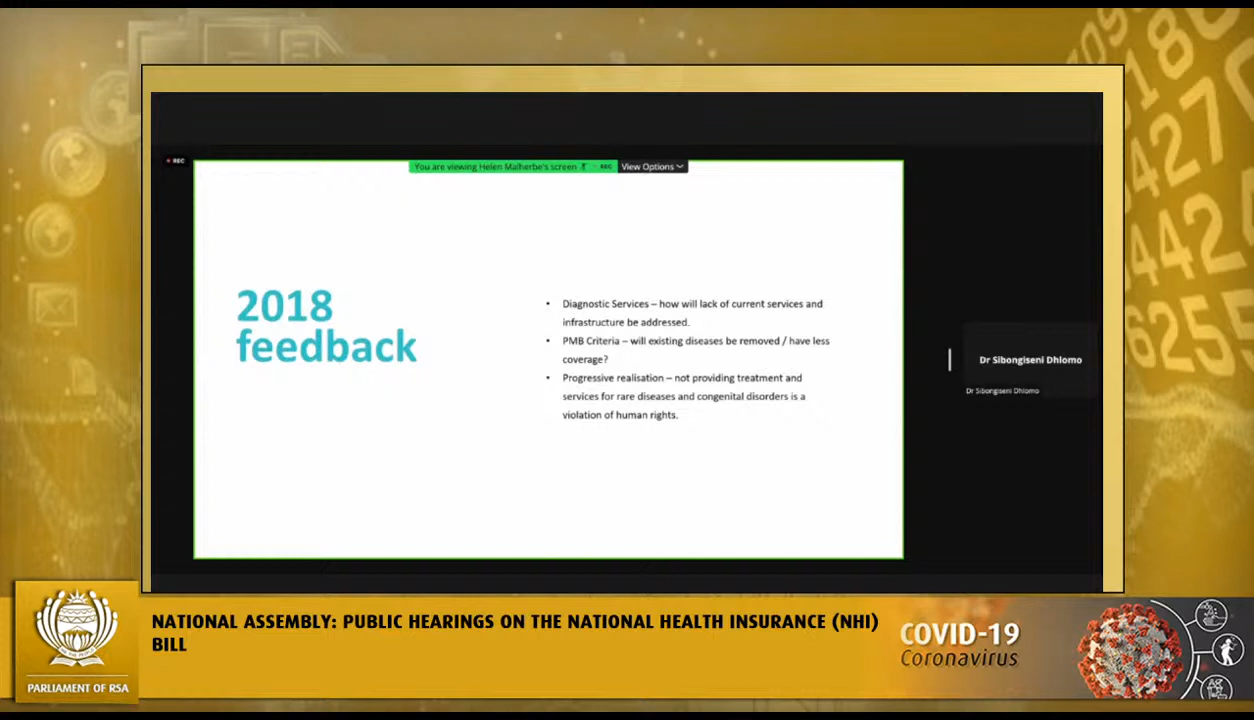 REC
You are viewing Helen Malherbe's screen
REC
View Options
2018
feedback
• Diagnostic Services – how will lack of current services and
infrastructure be addressed.
• PMB Criteria – will existing diseases be removed / have less
coverage?
• Progressive realisation – not providing treatment and
services for rare diseases and congenital disorders is a
violation of human rights.
Dr Sibongiseni Dhlomo
Dr Sibongiseni Dhlomo
NATIONAL ASSEMBLY: PUBLIC HEARINGS ON THE NATIONAL HEALTH INSURANCE (NHI)
BILL
PARLIAMENT OF RSA
COVID-19
Coronavirus